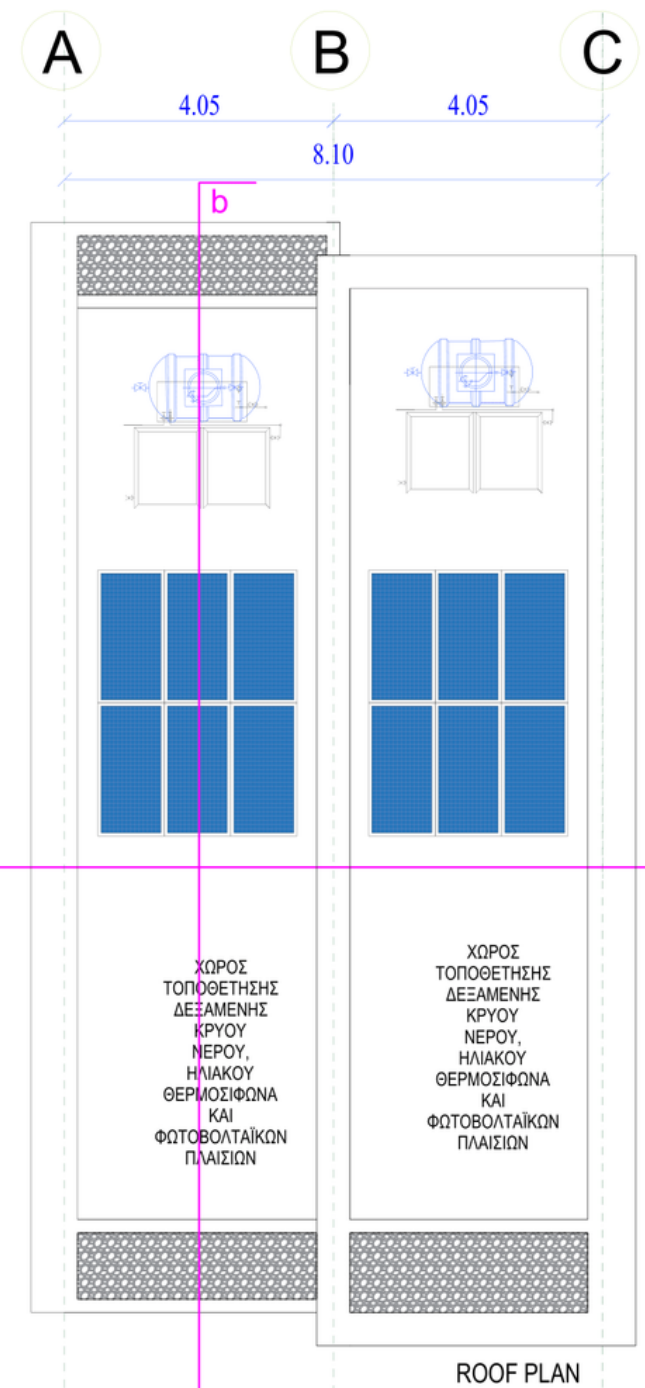 A B C
4.05 4.05
8.10
b
ΧΩΡΟΣ
ΤΟΠΟΘΕΤΗΣΗΣ
ΔΕΞΑΜΕΝΗΣ
ΚΡΥΟΥ
ΝΕΡΟΥ,
ΗΛΙΑΚΟΥ
ΘΕΡΜΟΣΙΦΩΝΑ
ΚΑΙ
ΦΩΤΟΒΟΛΤΑΪΚΩΝ
ΠΛΑΙΣΙΩΝ
ΧΩΡΟΣ
ΤΟΠΟΘΕΤΗΣΗΣ
ΔΕΞΑΜΕΝΗΣ
ΚΡΥΟΥ
ΝΕΡΟΥ,
ΗΛΙΑΚΟΥ
ΘΕΡΜΟΣΙΦΩΝΑ
ΚΑΙ
ΦΩΤΟΒΟΛΤΑΪΚΩΝ
ΠΛΑΙΣΙΩΝ
ROOF PLAN